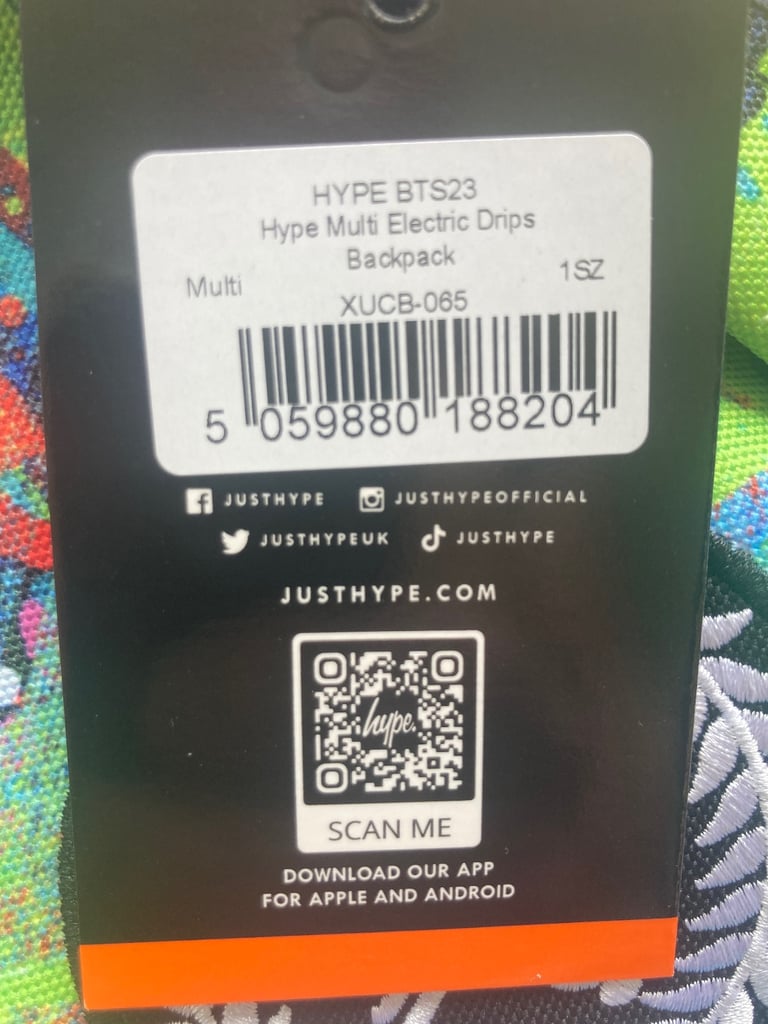 HYPE BTS23
Hype Multi Electric Drips
Backpack
Multi 1SZ
XUCB-065
5 059880 188204
JUSTHYPE JUSTHYPEOFFICIAL
JUSTHYPEUK JUSTHYPE
JUSTHYPE.COM
hype.
SCAN ME
DOWNLOAD OUR APP
FOR APPLE AND ANDROID